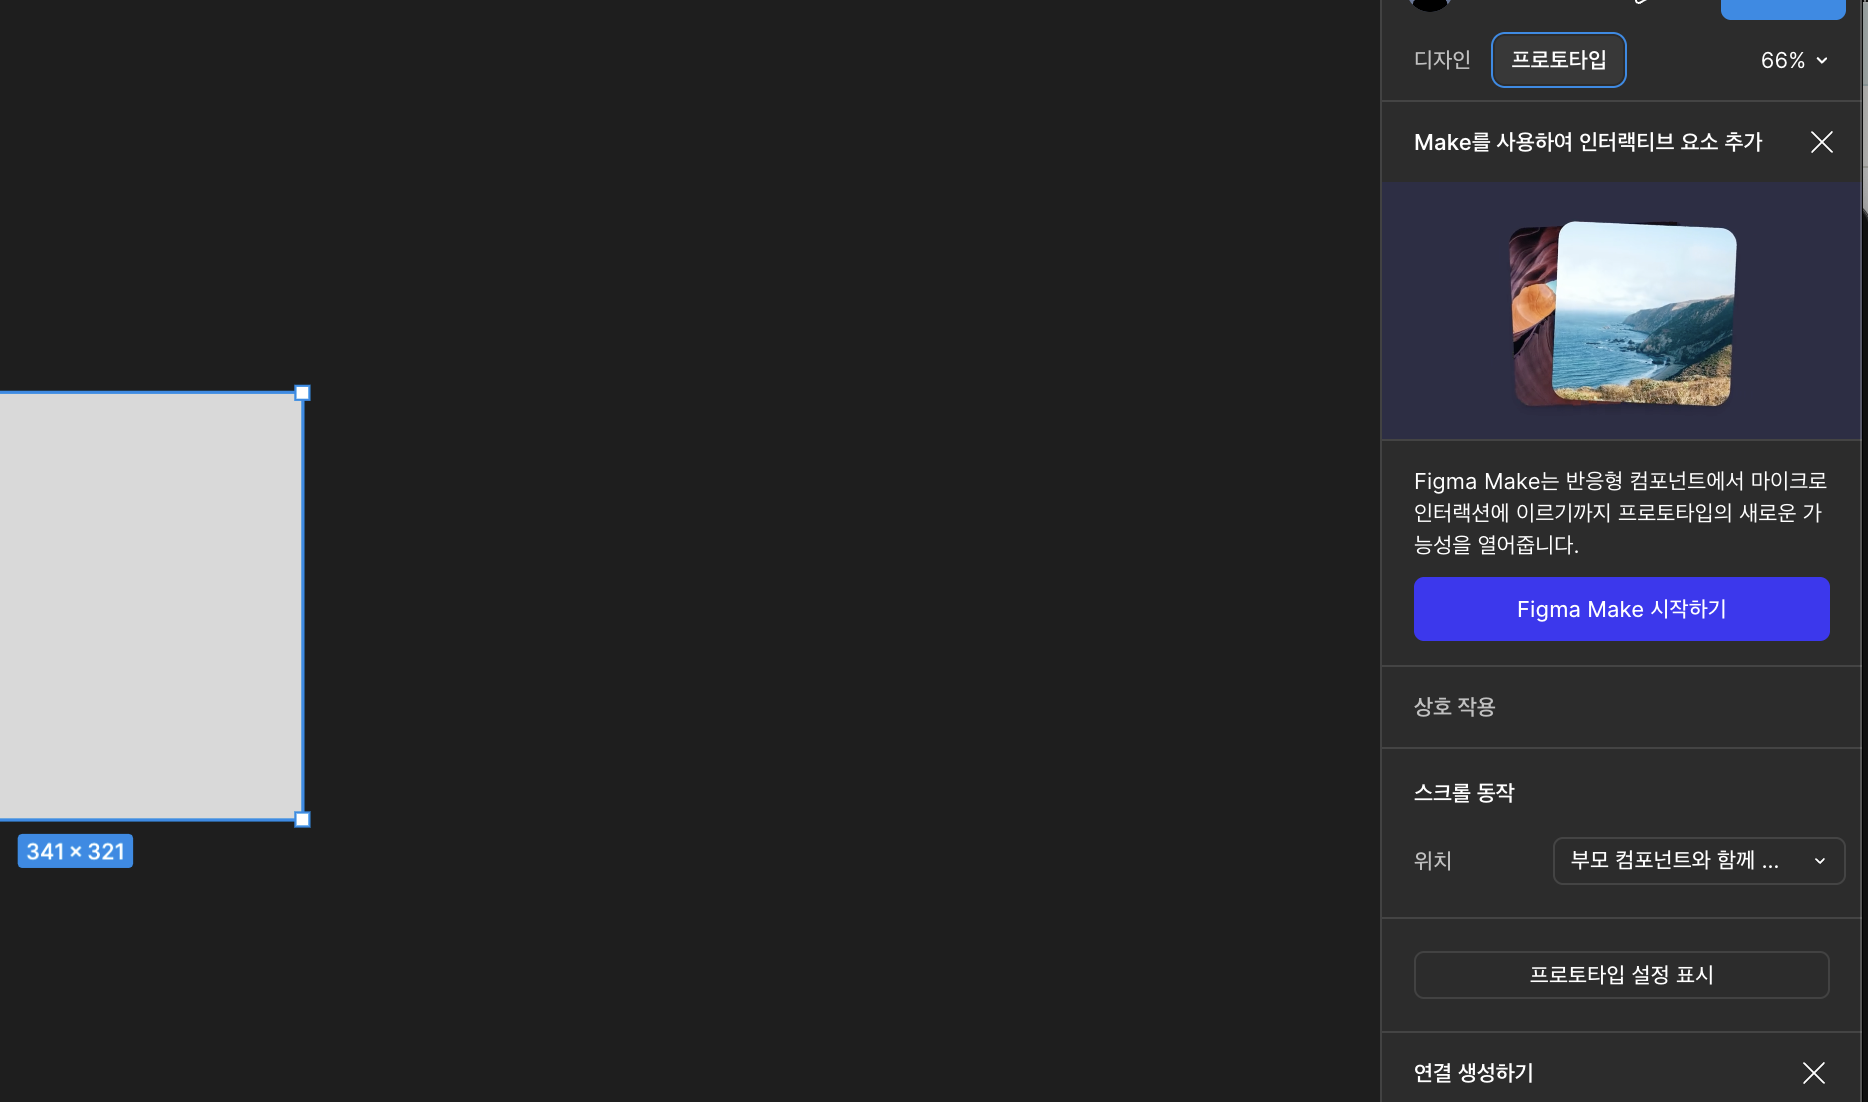 디자인 프로토타입 66%
Make를 사용하여 인터랙티브 요소 추가
Figma Make는 반응형 컴포넌트에서 마이크로
인터랙션에 이르기까지 프로토타입의 새로운 가
능성을 열어줍니다.
Figma Make 시작하기
상호 작용
스크롤 동작
341 × 321
위치 부모 컴포넌트와 함께 ...
프로토타입 설정 표시
연결 생성하기